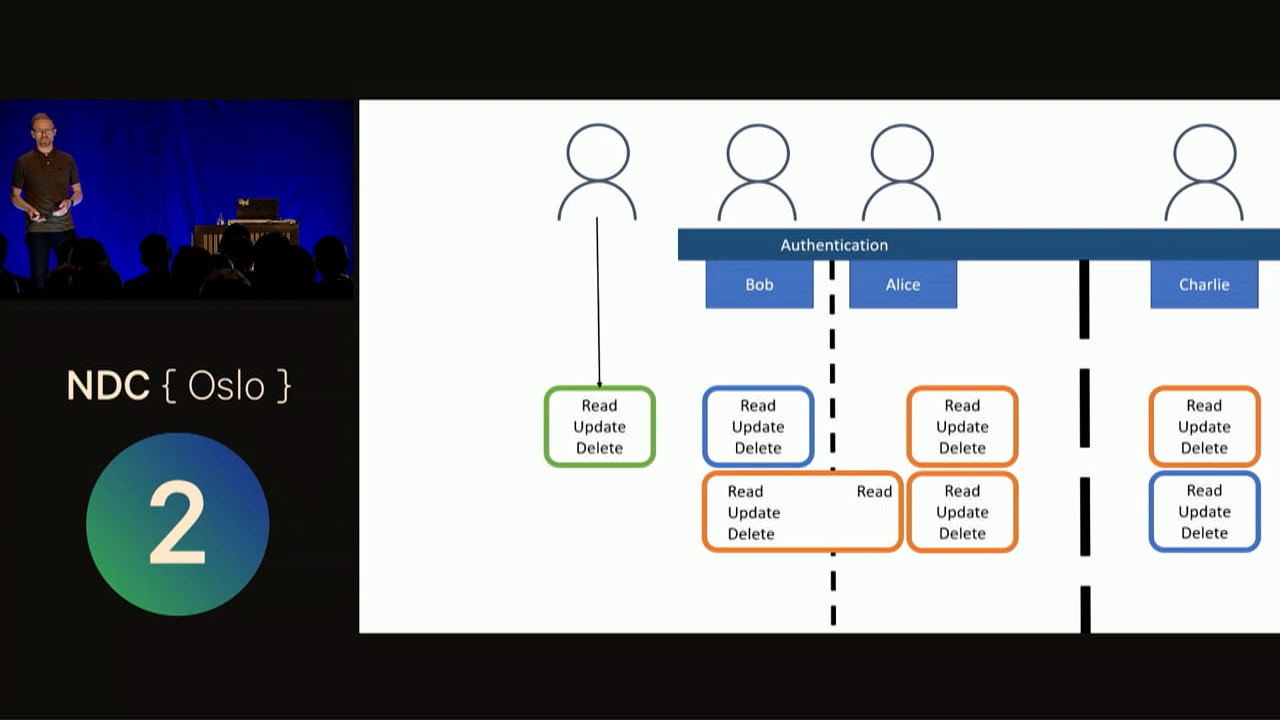 Authentication
Bob
Alice
Charlie
Read
Update
Delete
Read
Update
Delete
Read
Update
Delete
Read
Update
Delete
Read
Update
Delete
Read
Read
Update
Delete
Read
Update
Delete
NDC { Oslo }
2